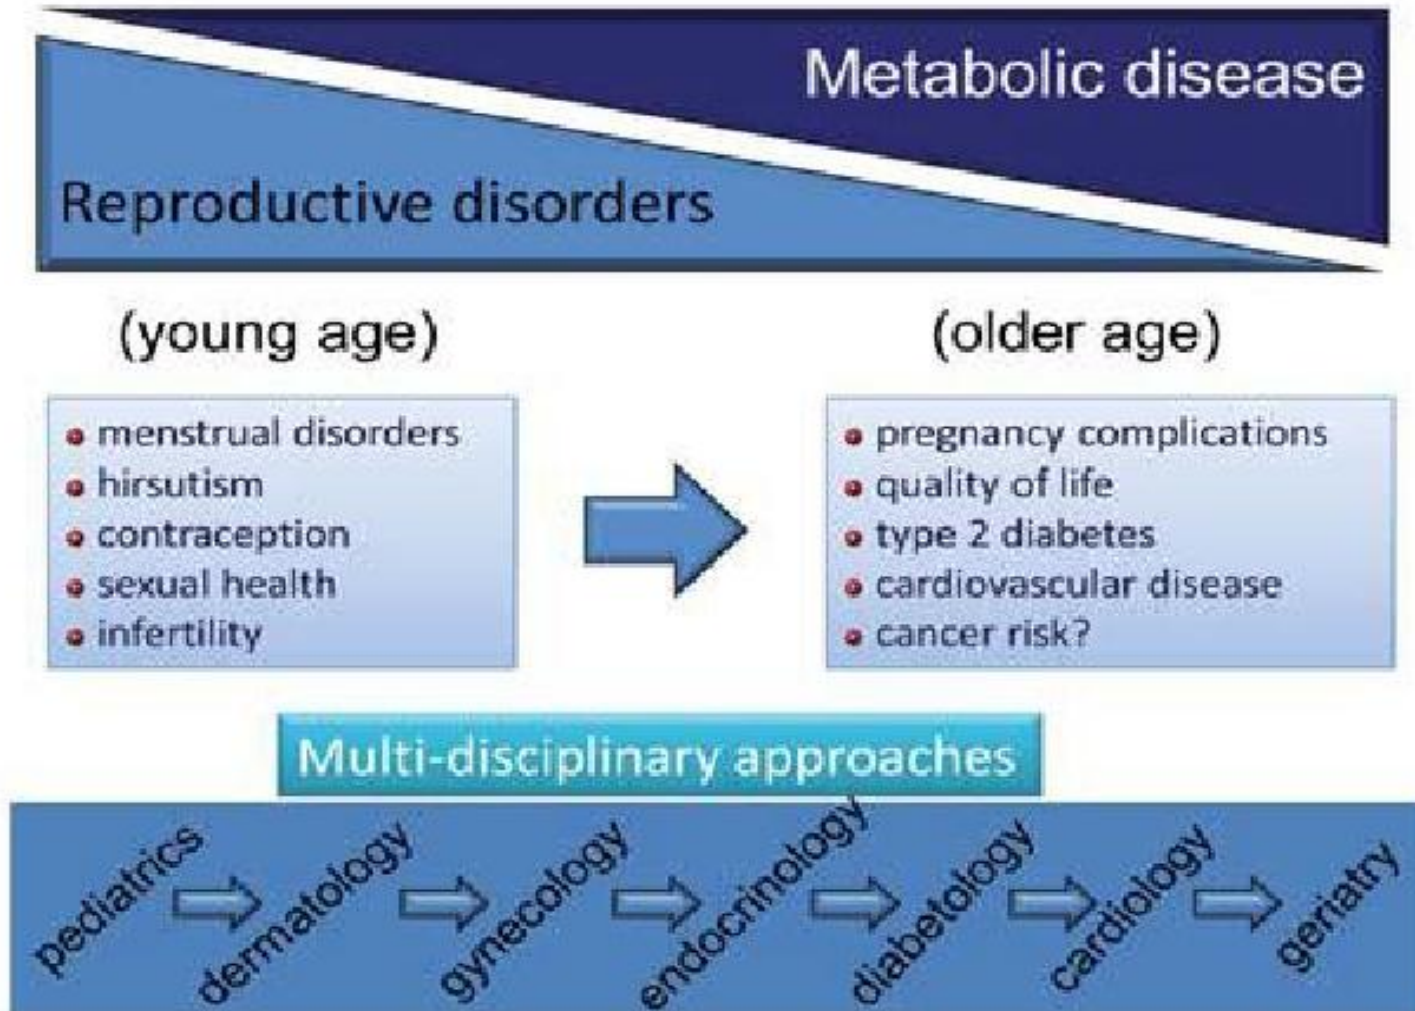 Metabolic disease
Reproductive disorders
(young age)
(older age)
menstrual disorders
hirsutism
contraception
sexual health
infertility
pregnancy complications
quality of life
type 2 diabetes
cardiovascular disease
cancer risk?
Multi-disciplinary approaches
pediatrics
dermatology
gynecology
endocrinology
diabetology
cardiology
geriatry